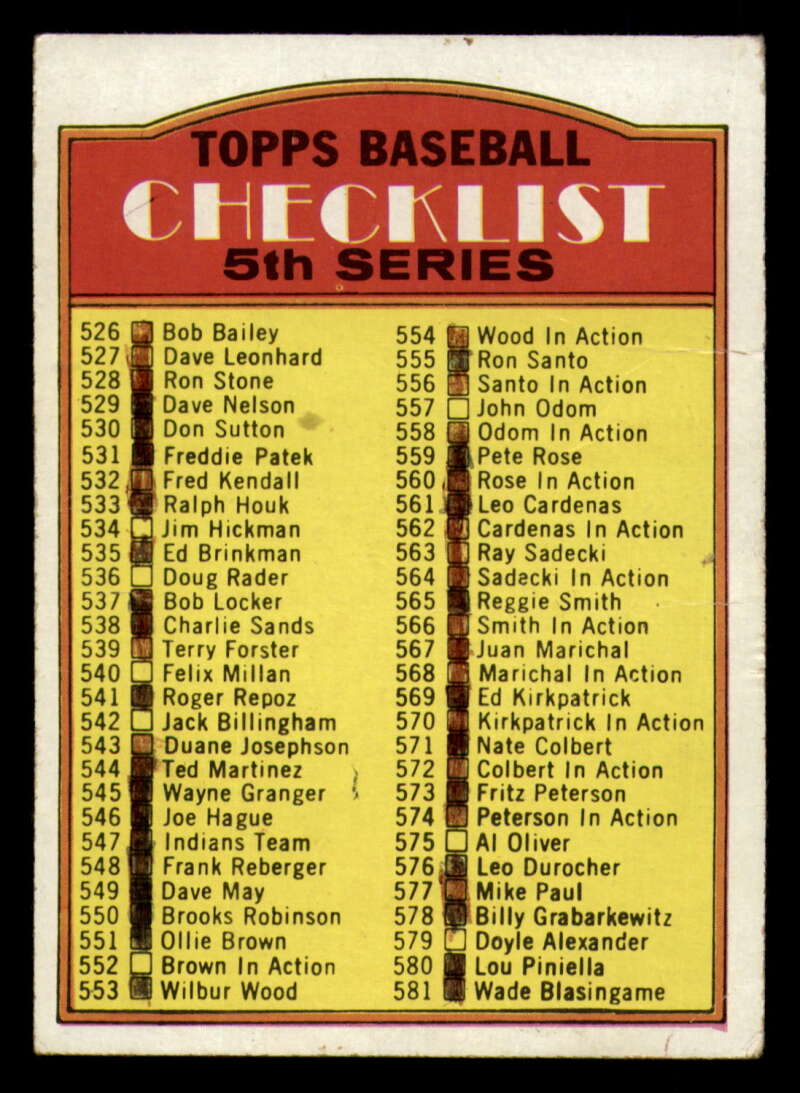 TOPPS BASEBALL
CHECKLIST
5th SERIES
526 Bob Bailey
527 Dave Leonhard
528 Ron Stone
529 Dave Nelson
530 Don Sutton
531 Freddie Patek
532 Fred Kendall
533 Ralph Houk
534 Jim Hickman
535 Ed Brinkman
536 Doug Rader
537 Bob Locker
538 Charlie Sands
539 Terry Forster
540 Felix Millan
541 Roger Repoz
542 Jack Billingham
543 Duane Josephson
544 Ted Martinez
545 Wayne Granger
546 Joe Hague
547 Indians Team
548 Frank Reberger
549 Dave May
550 Brooks Robinson
551 Ollie Brown
552 Brown In Action
553 Wilbur Wood
554 Wood In Action
555 Ron Santo
556 Santo In Action
557 John Odom
558 Odom In Action
559 Pete Rose
560 Rose In Action
561 Leo Cardenas
562 Cardenas In Action
563 Ray Sadecki
564 Sadecki In Action
565 Reggie Smith
566 Smith In Action
567 Juan Marichal
568 Marichal In Action
569 Ed Kirkpatrick
570 Kirkpatrick In Action
571 Nate Colbert
572 Colbert In Action
573 Fritz Peterson
574 Peterson In Action
575 Al Oliver
576 Leo Durocher
577 Mike Paul
578 Billy Grabarkewitz
579 Doyle Alexander
580 Lou Piniella
581 Wade Blasingame